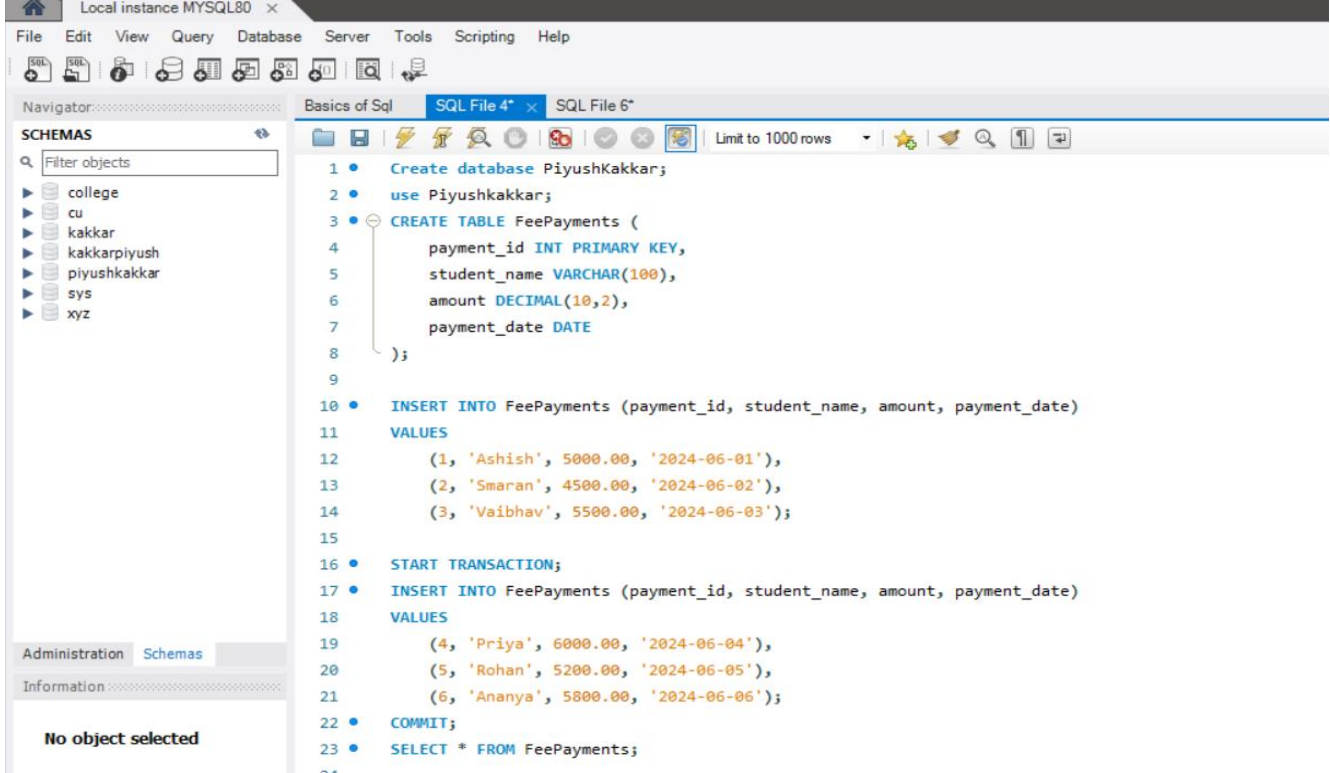 Local instance MYSQL80 ×
File Edit View Query Database Server Tools Scripting Help
Navigator
SCHEMAS
Filter objects
college
cu
kakkar
kakkarpiyush
piyushkakkar
sys
xyz
Administration Schemas
Information
No object selected
Basics of Sql SQL File 4* × SQL File 6*
Limit to 1000 rows
1 Create database PiyushKakkar;
2 use Piyushkakkar;
3 CREATE TABLE FeePayments (
4 payment_id INT PRIMARY KEY,
5 student_name VARCHAR(100),
6 amount DECIMAL(10,2),
7 payment_date DATE
8 );
9
10 INSERT INTO FeePayments (payment_id, student_name, amount, payment_date)
11 VALUES
12 (1, 'Ashish', 5000.00, '2024-06-01'),
13 (2, 'Smaran', 4500.00, '2024-06-02'),
14 (3, 'Vaibhav', 5500.00, '2024-06-03');
15
16 START TRANSACTION;
17 INSERT INTO FeePayments (payment_id, student_name, amount, payment_date)
18 VALUES
19 (4, 'Priya', 6000.00, '2024-06-04'),
20 (5, 'Rohan', 5200.00, '2024-06-05'),
21 (6, 'Ananya', 5800.00, '2024-06-06');
22 COMMIT;
23 SELECT * FROM FeePayments;